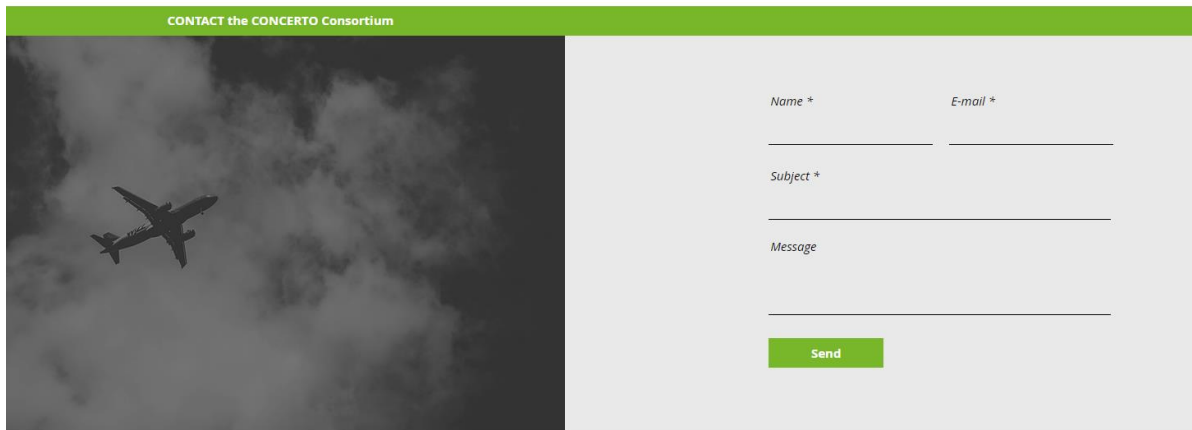 CONTACT the CONCERTO Consortium
Name * E-mail *
Subject *
Message
Send